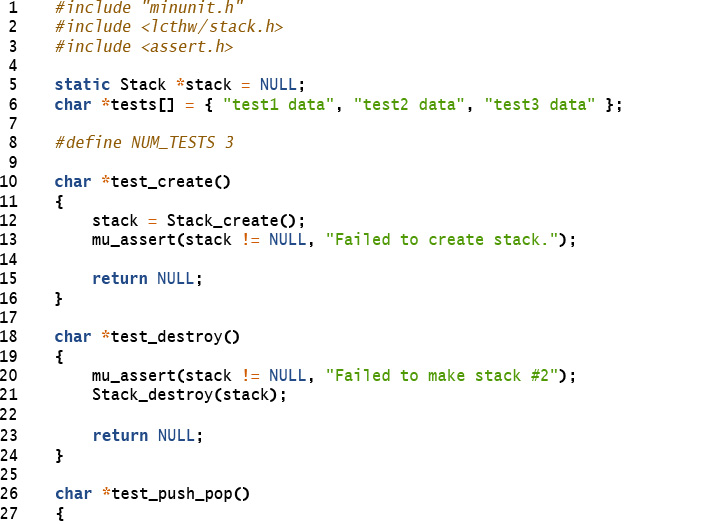 1 #include "minunit.h"
2 #include <lcthw/stack.h>
3 #include <assert.h>
4
5 static Stack *stack = NULL;
6 char *tests[] = { "test1 data", "test2 data", "test3 data" };
7
8 #define NUM_TESTS 3
9
10 char *test_create()
11 {
12     stack = Stack_create();
13     mu_assert(stack != NULL, "Failed to create stack.");
14
15     return NULL;
16 }
17
18 char *test_destroy()
19 {
20     mu_assert(stack != NULL, "Failed to make stack #2");
21     Stack_destroy(stack);
22
23     return NULL;
24 }
25
26 char *test_push_pop()
27 {